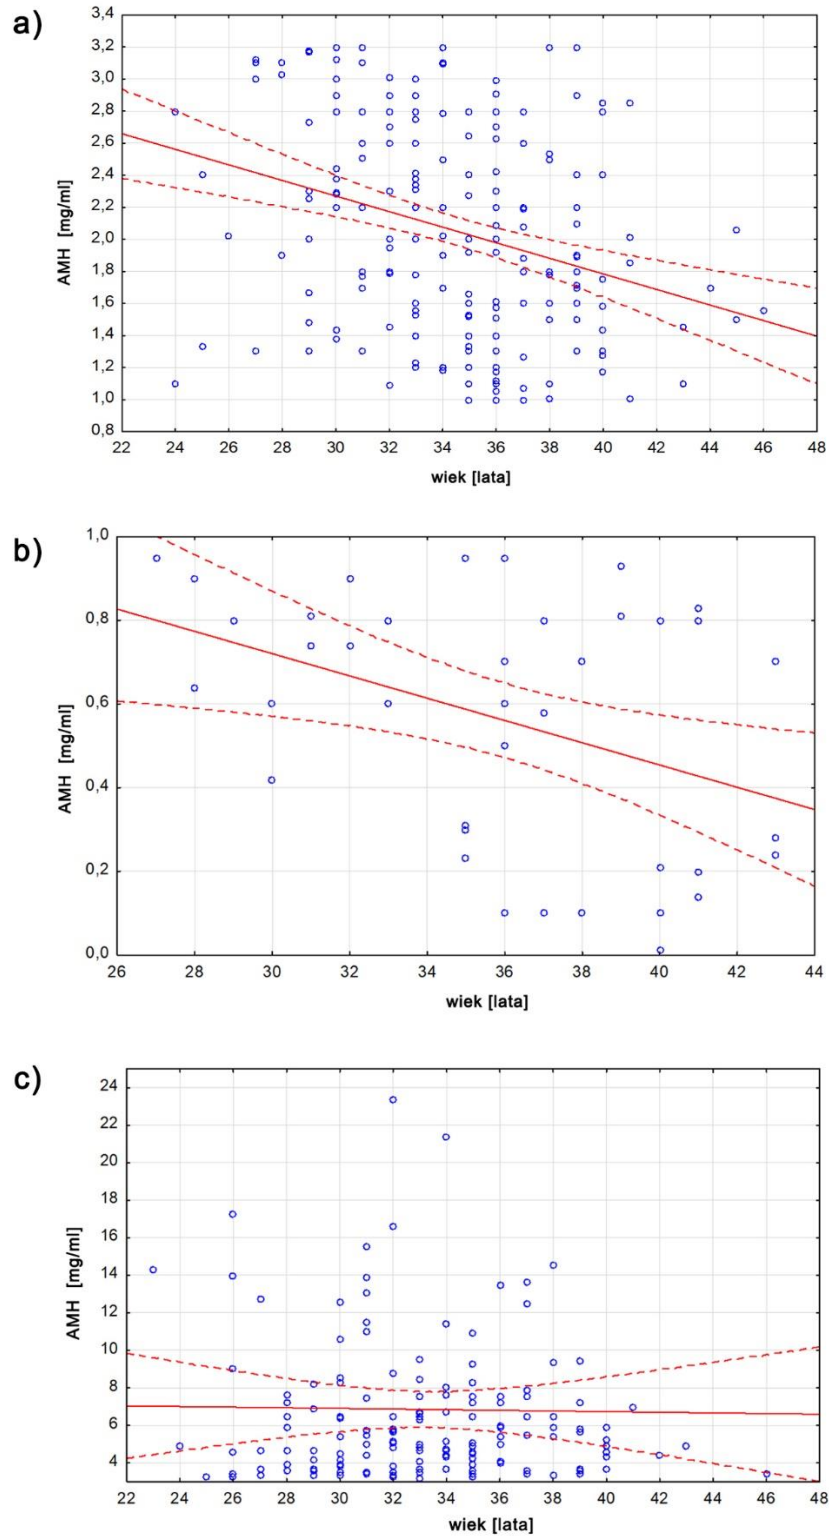 a)
3,4
3,2
3,0
2,8
2,6
2,4
2,2
2,0
1,8
1,6
1,4
1,2
1,0
0,8
AMH [mg/ml]
22 24 26 28 30 32 34 36 38 40 42 44 46 48
wiek [lata]
b)
1,0
0,8
0,6
0,4
0,2
0,0
AMH [mg/ml]
26 28 30 32 34 36 38 40 42 44
wiek [lata]
c)
24
22
20
18
16
14
12
10
8
6
4
AMH [mg/ml]
22 24 26 28 30 32 34 36 38 40 42 44 46 48
wiek [lata]